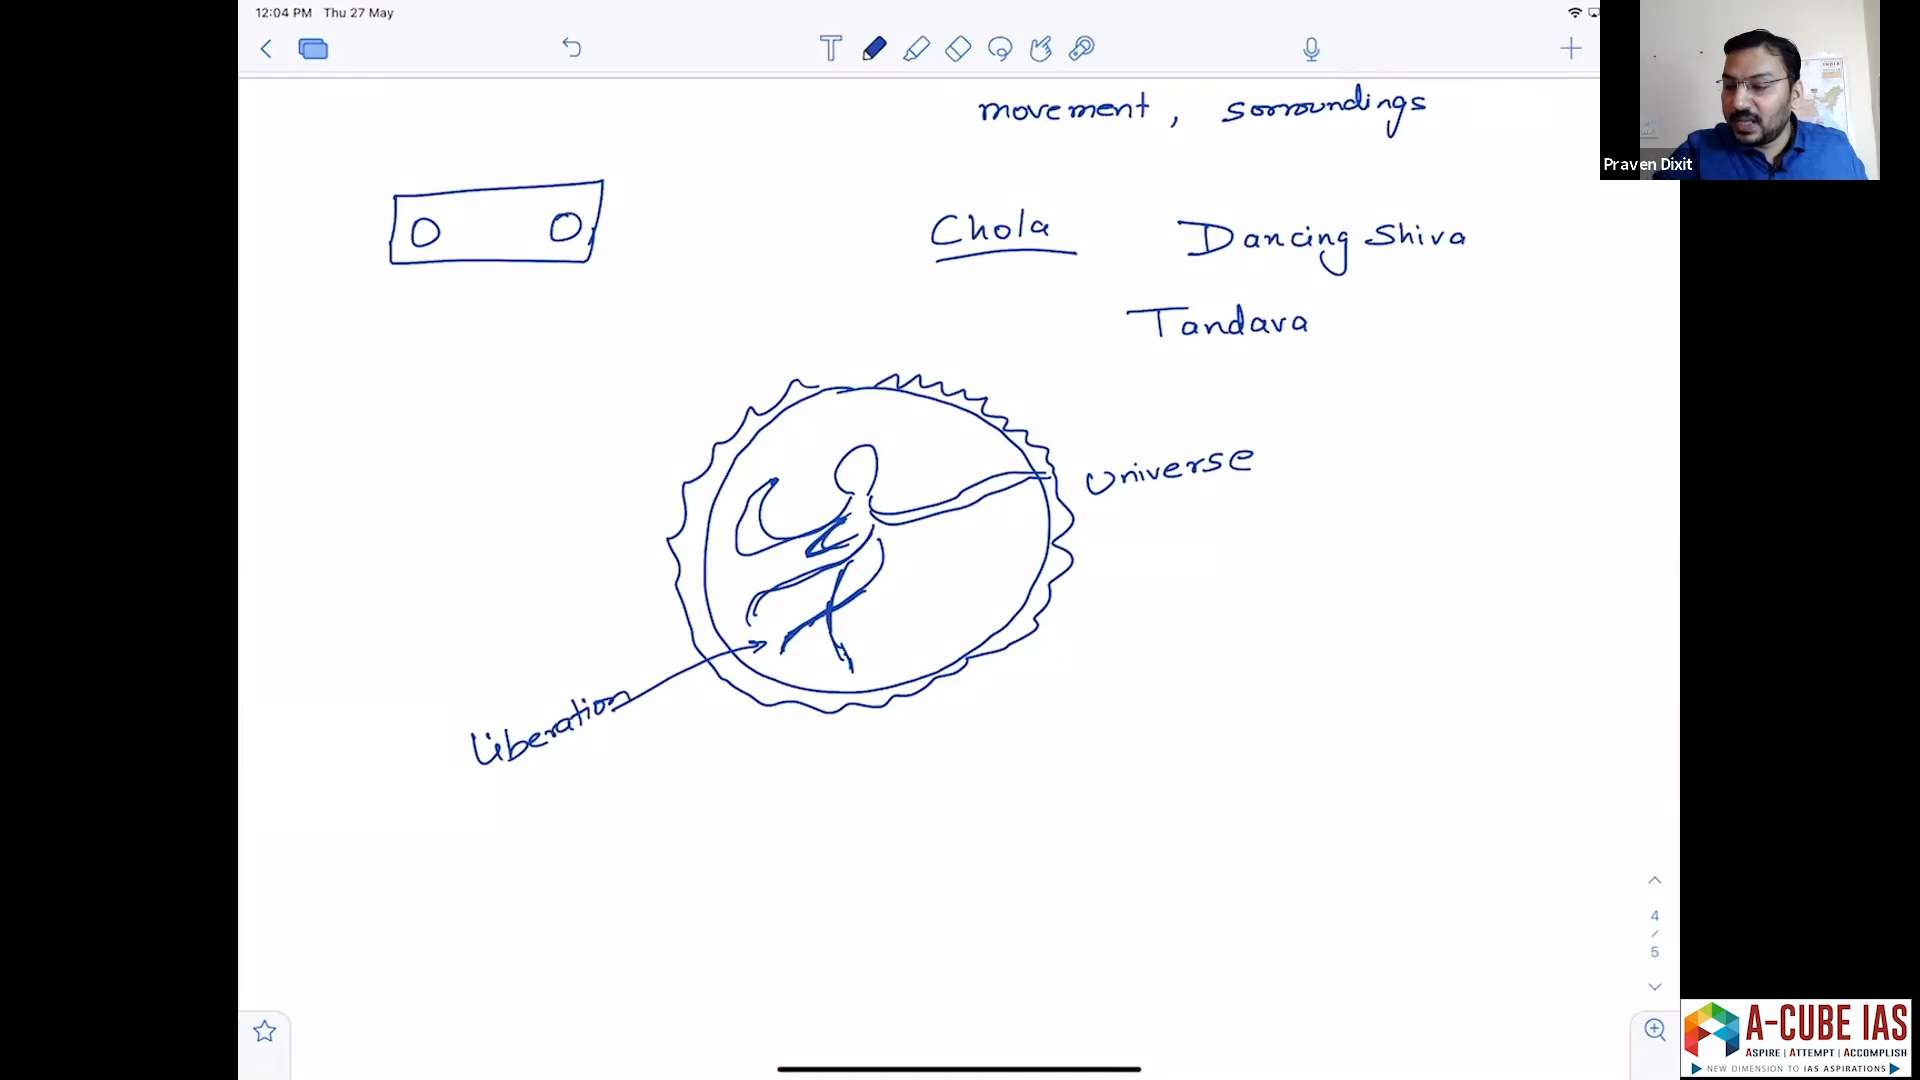 12:04 PM Thu 27 May
T
movement, sorroundings
Praven Dixit
INDIA
Chola Dancing Shiva
Tandava
universe
Liberation
4
/
5
A-CUBE IAS
ASPIRE | ATTEMPT | ACCOMPLISH
NEW DIMENSION TO IAS ASPIRATIONS